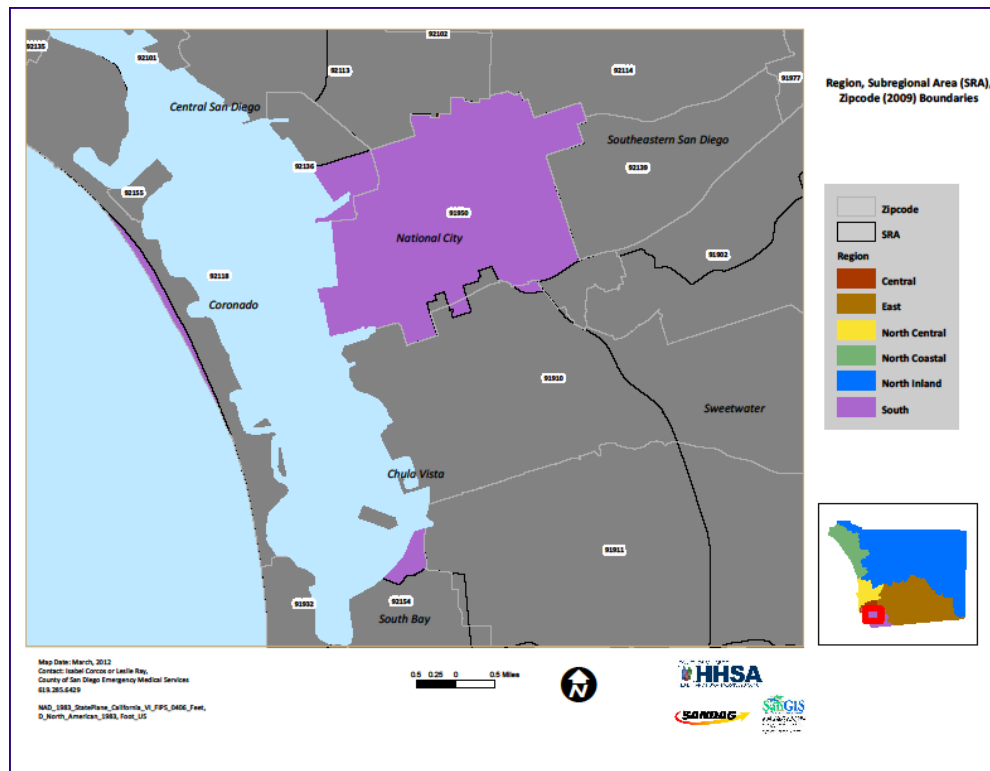 92135
92101
92102
92113
92114
91977
Central San Diego
Southeastern San Diego
92136
92139
92155
91950
National City
91902
92118
Coronado
91910
Sweetwater
Chula Vista
91911
91932
92154
South Bay
Region, Subregional Area (SRA),
Zipcode (2009) Boundaries
Zipcode
SRA
Region
Central
East
North Central
North Coastal
North Inland
South
Map Date: March, 2012
Contact: Isabel Corcos or Leslie Ray,
County of San Diego Emergency Medical Services
619.285.6429
NAD_1983_StatePlane_California_VI_FIPS_0406_Feet,
D_North_American_1983, Foot_US
0.5 0.25 0 0.5 Miles
N
HHSA
SANDAG
SanGIS